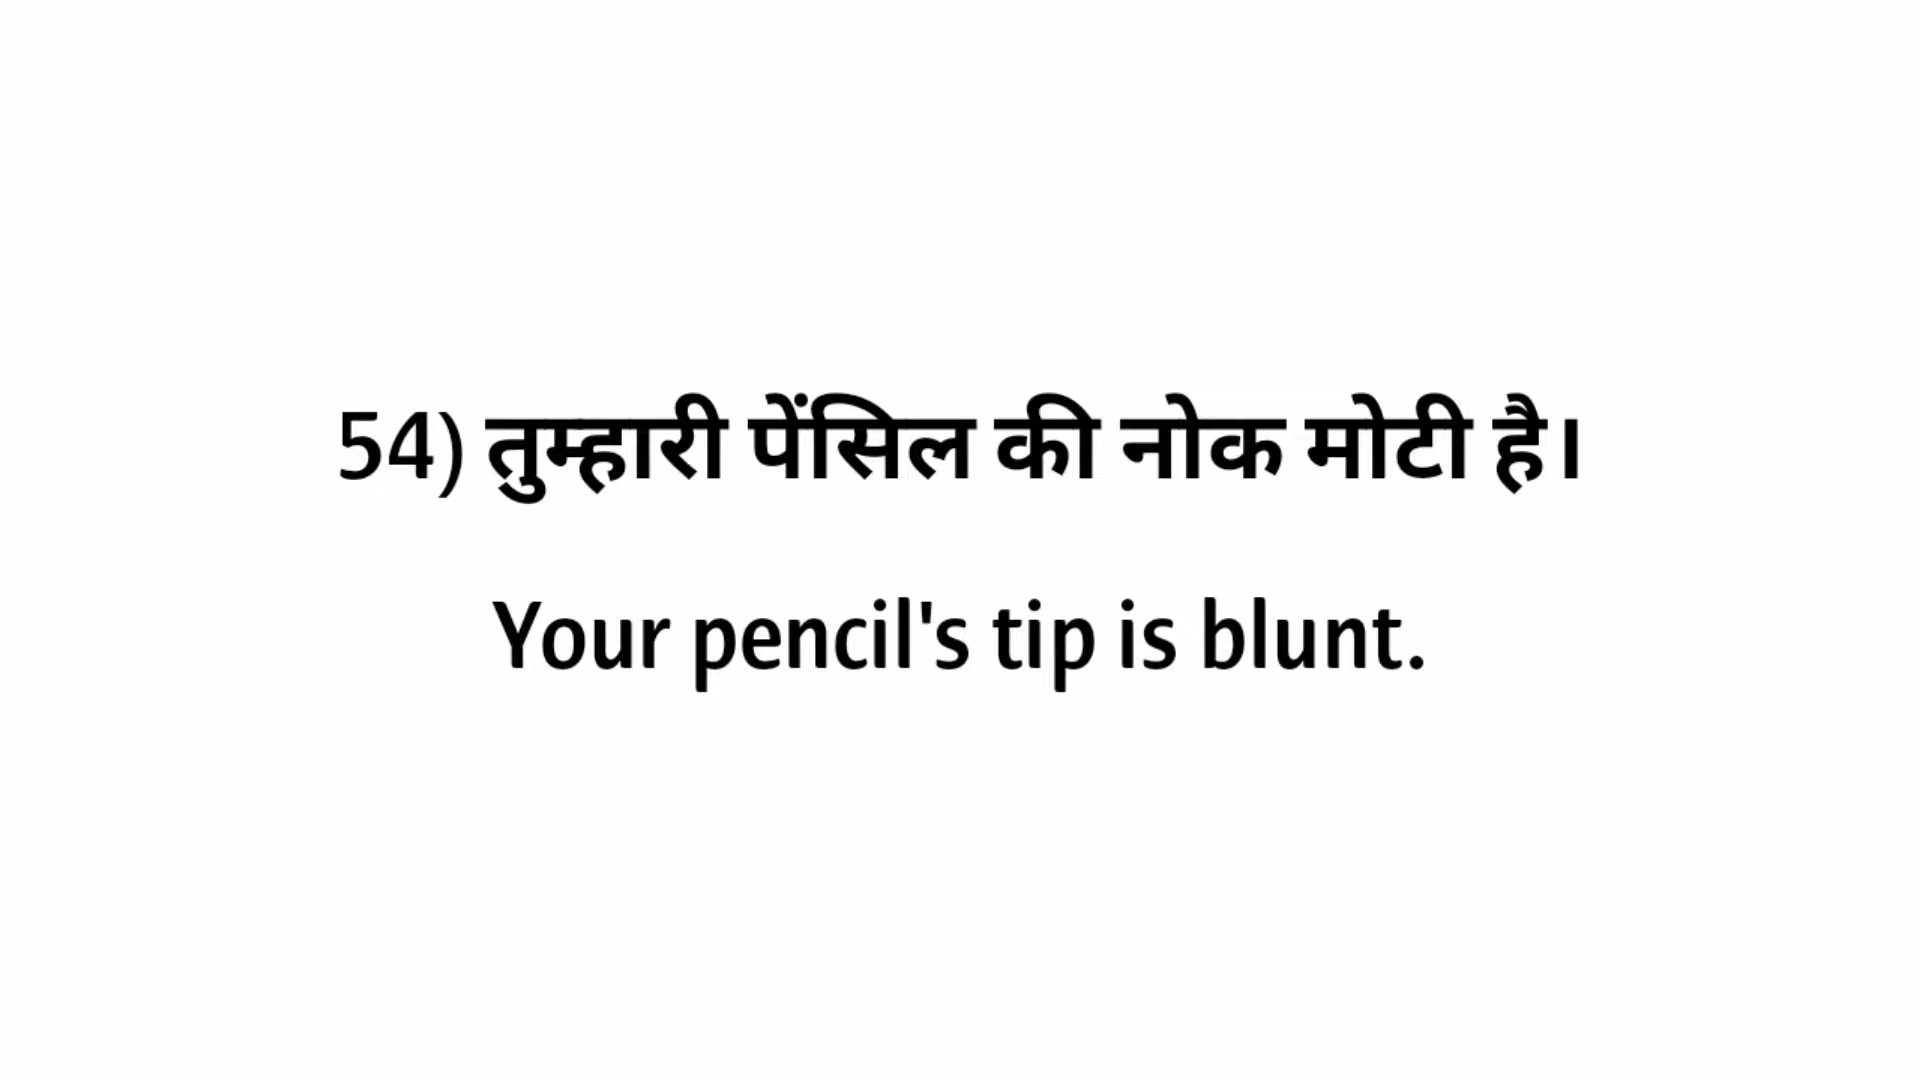 54) तुम्हारी पेंसिल की नोक मोटी है।
Your pencil's tip is blunt.